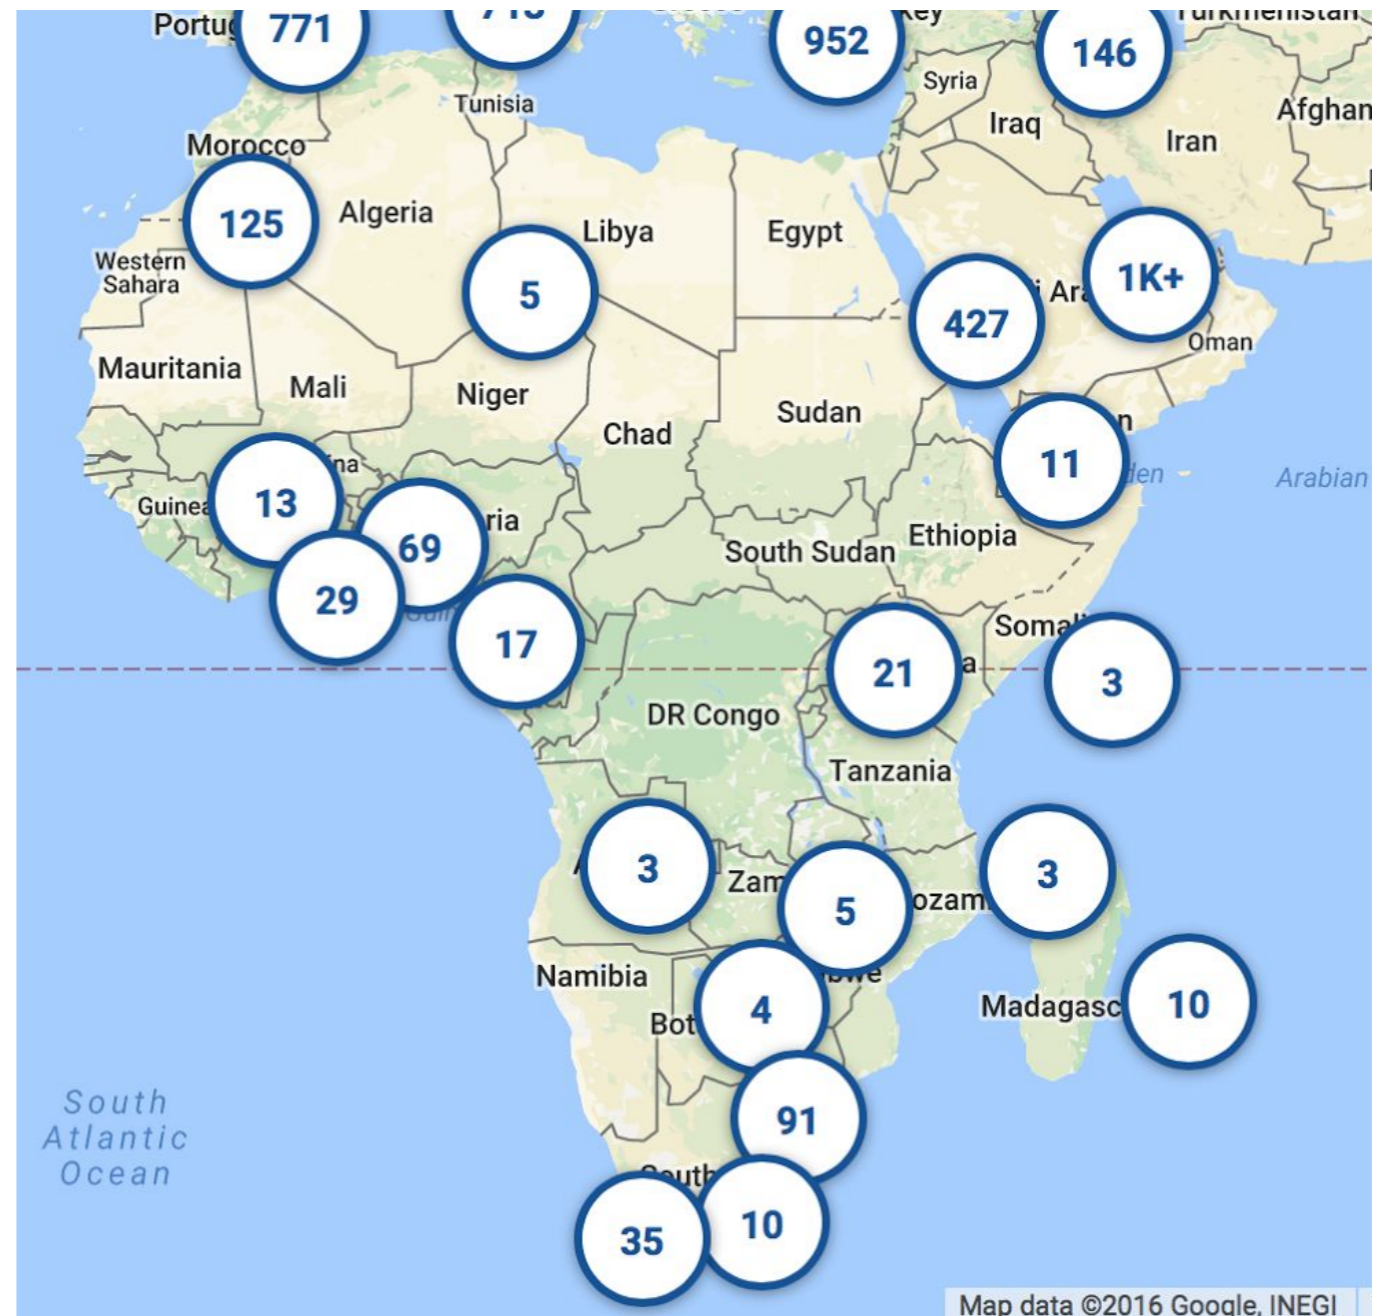 771
952
146
Syria
Tunisia
Iraq
Iran
Morocco
125
Algeria
Libya
Egypt
Western
Sahara
5
1K+
427
Oman
Mauritania
Mali
Niger
Sudan
Chad
11
Arabian
13
Guinea
69
South Sudan
Ethiopia
29
17
21
3
DR Congo
Tanzania
3
3
5
Namibia
4
10
91
South
Atlantic
Ocean
South
35
10
Map data ©2016 Google, INEGI